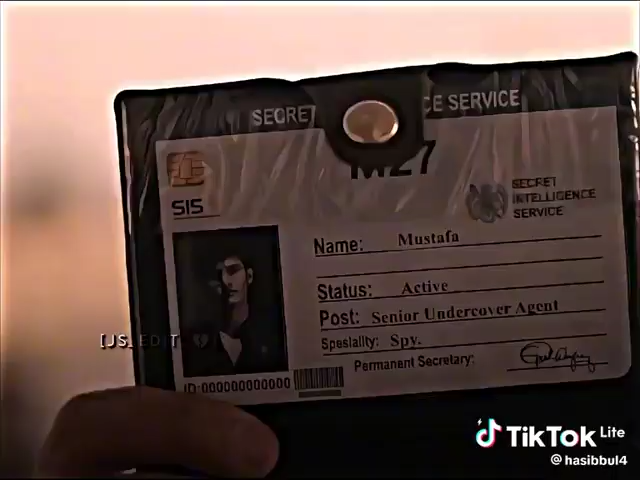 SECRET CE SERVICE
M27
SIS
SECRET
INTELLIGENCE
SERVICE
Name: Mustafa
Status: Active
Post: Senior Undercover Agent
Spesiality: Spy.
Permanent Secretary:
ID:000000000000
[JS_EDIT
TikTok Lite
@hasibbul4